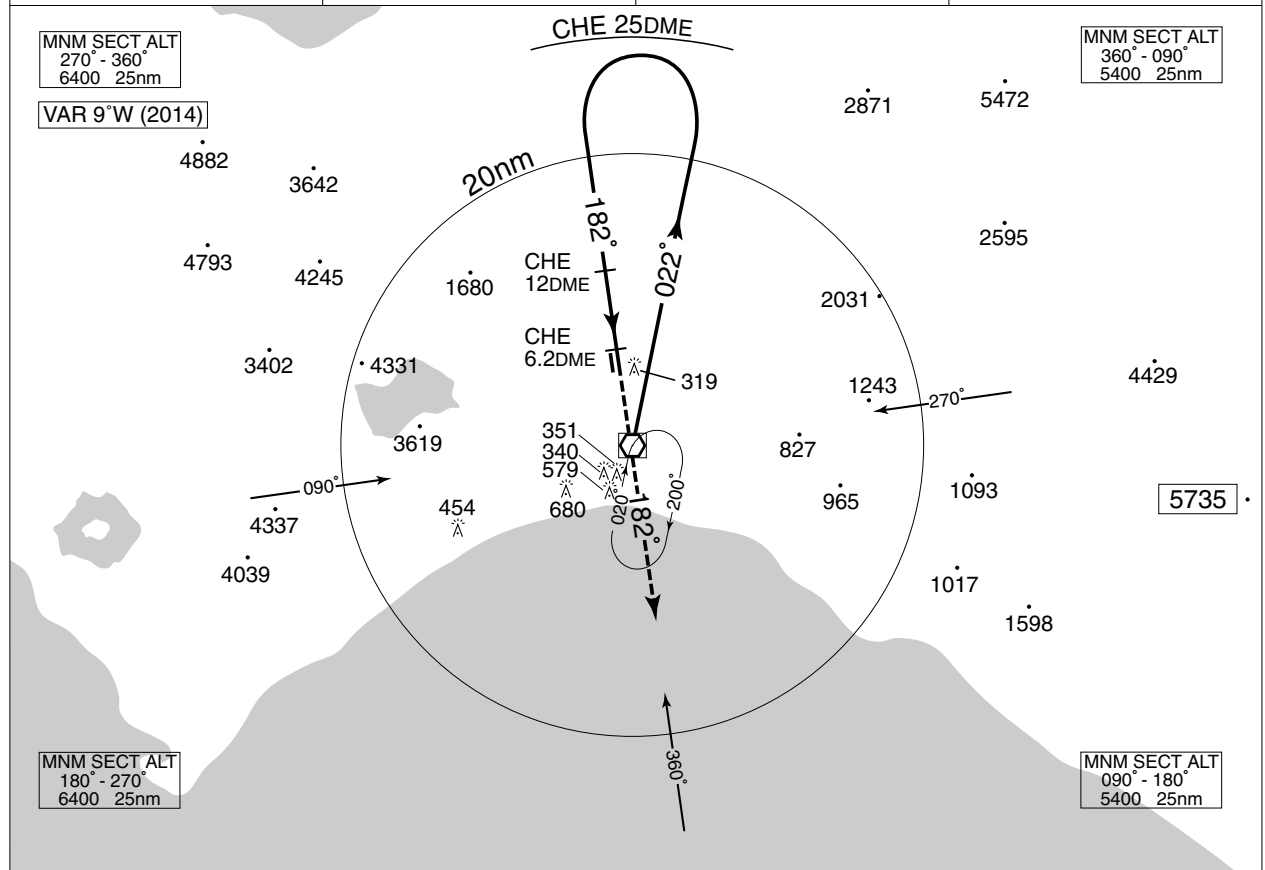 CHE 25DME
MNM SECT ALT
270° - 360°
6400 25nm
MNM SECT ALT
360° - 090°
5400 25nm
VAR 9°W (2014)
2871
5472
4882
3642
20nm
182°
022°
2595
4793
4245
1680
CHE
12DME
2031
CHE
6.2DME
3402
4331
319
4429
1243
270°
3619
351
340
579
827
090°
454
680
020°
182°
200°
965
1093
5735
4337
4039
1017
1598
360°
MNM SECT ALT
180° - 270°
6400 25nm
MNM SECT ALT
090° - 180°
5400 25nm